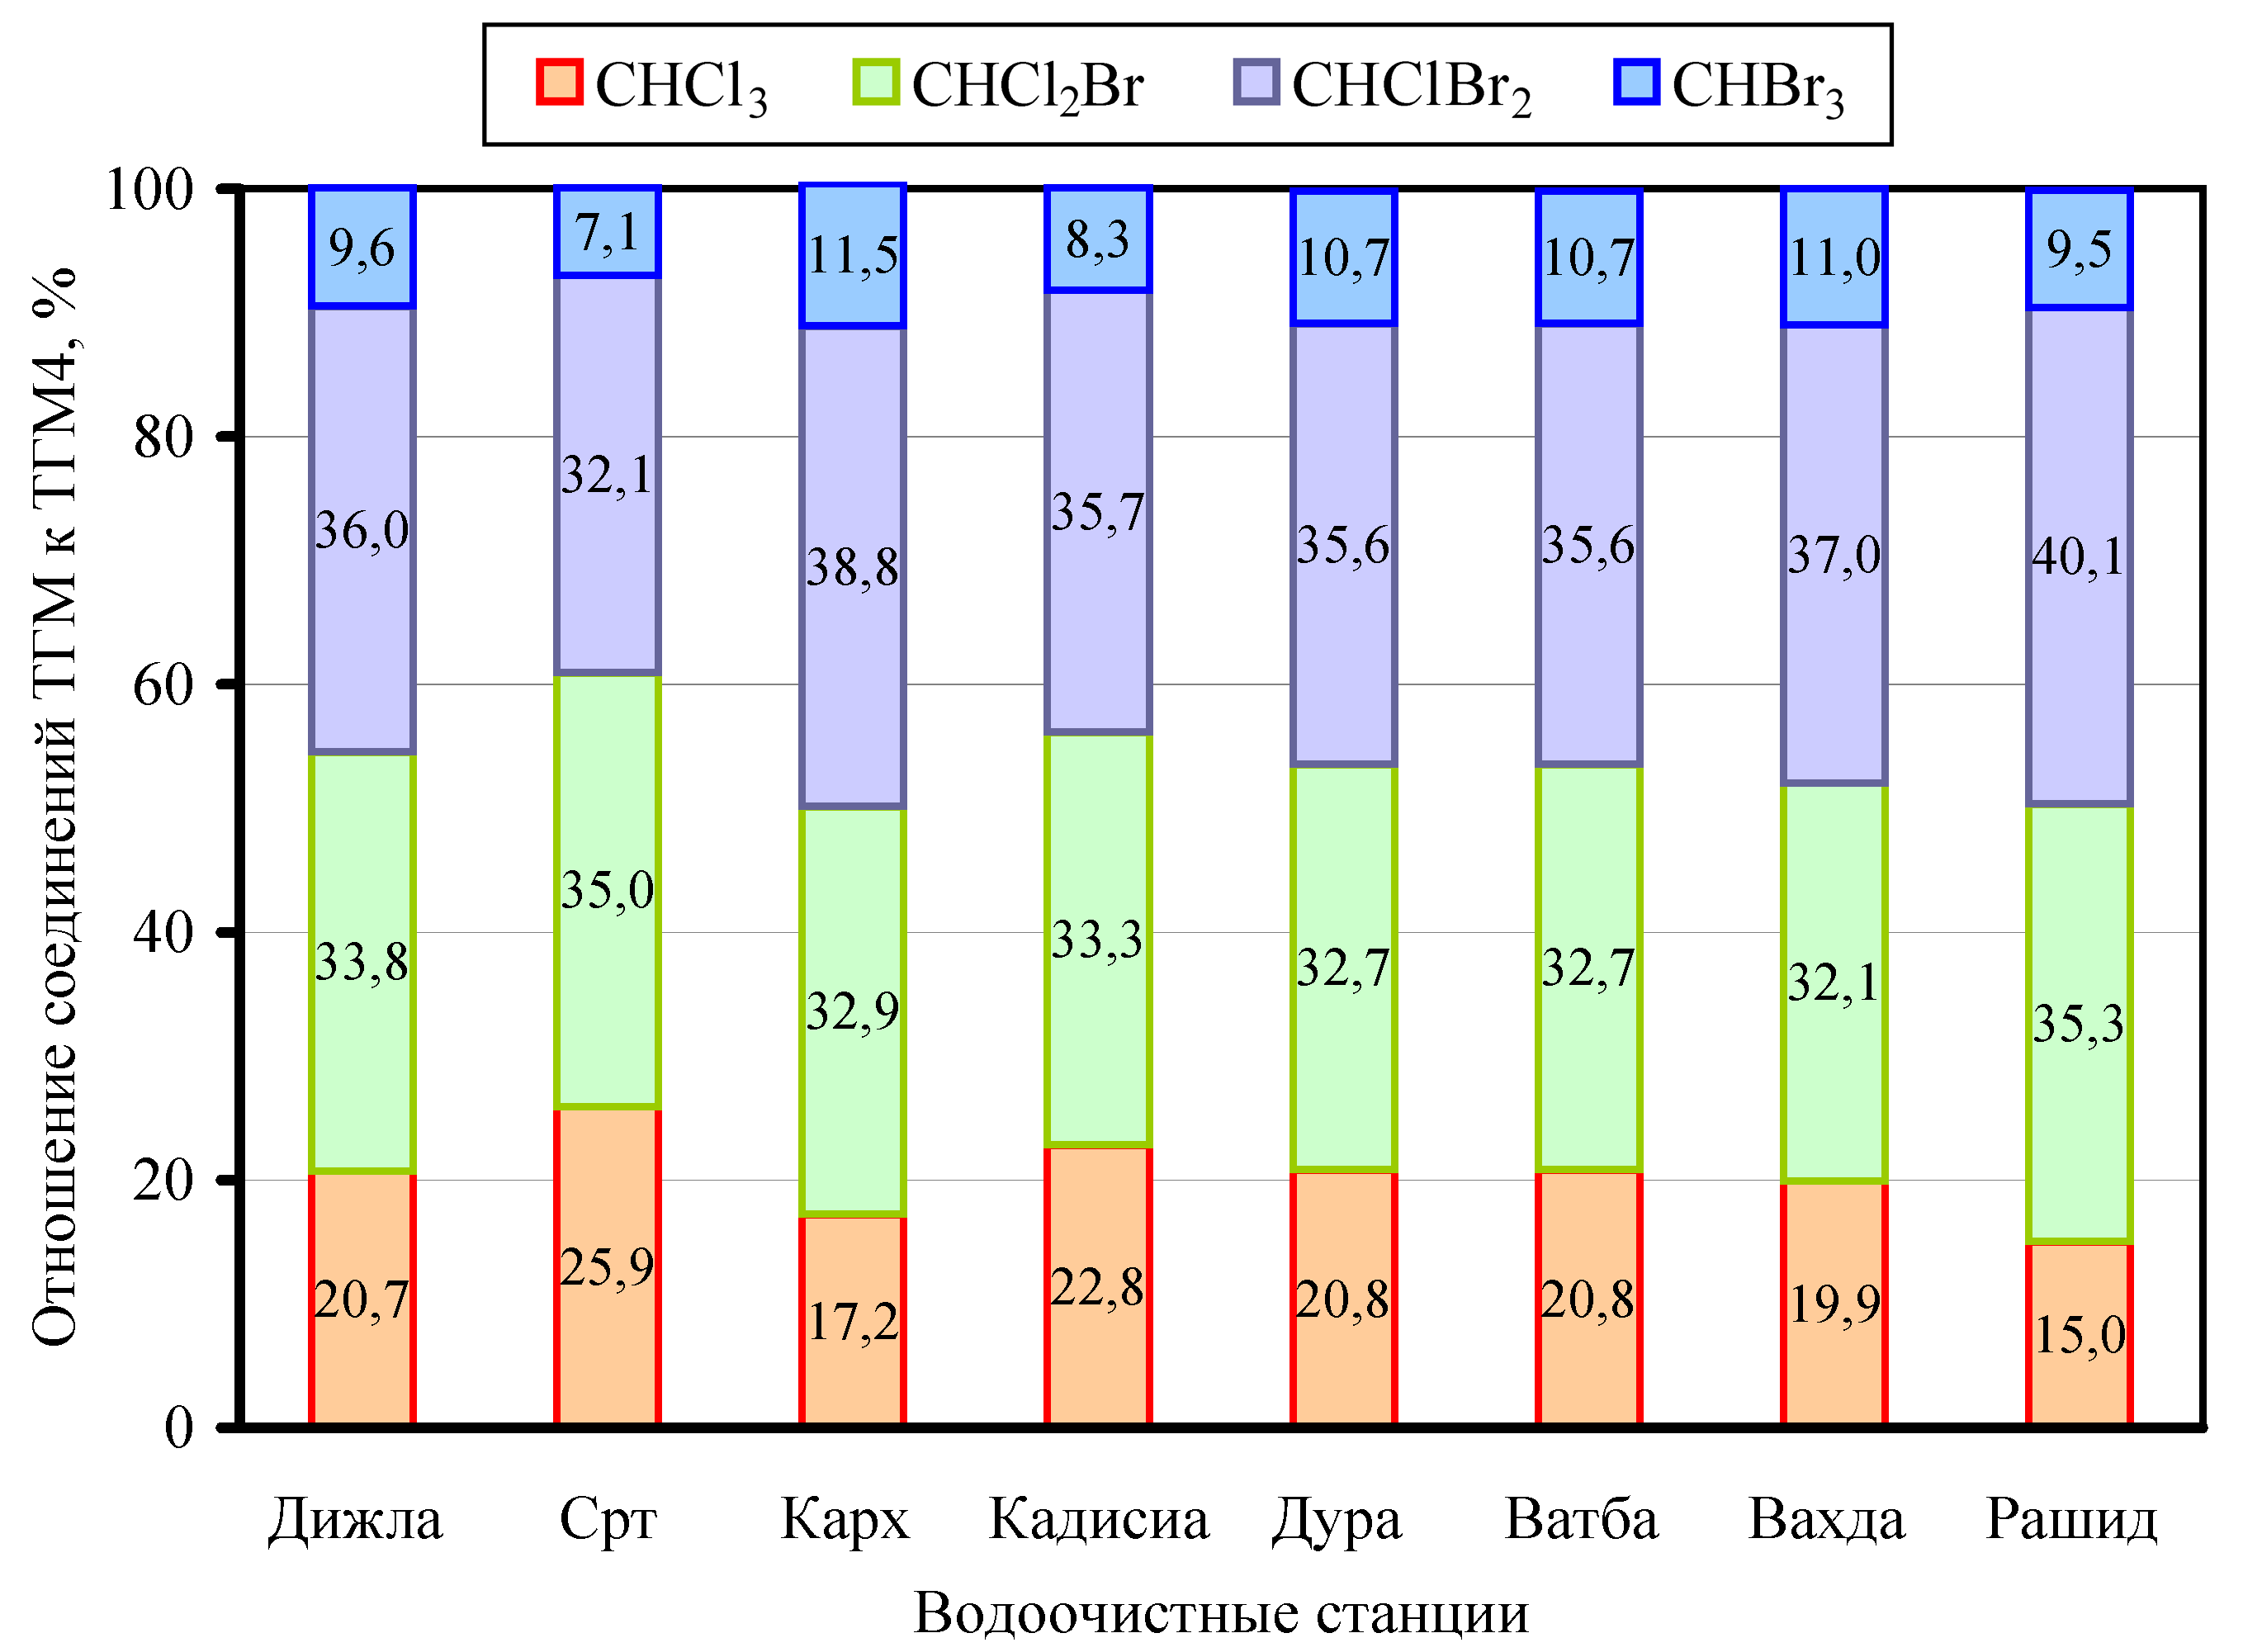 CHCl₃ CHCl₂Br CHClBr₂ CHBr₃
Отношение соединений ТГМ к ТГМ4, %
100
80
60
40
20
0
9,6 7,1 11,5 8,3 10,7 10,7 11,0 9,5
36,0 32,1 38,8 35,7 35,6 35,6 37,0 40,1
33,8 35,0 32,9 33,3 32,7 32,7 32,1 35,3
20,7 25,9 17,2 22,8 20,8 20,8 19,9 15,0
Дижла Срт Карх Кадисиа Дура Ватба Вахда Рашид
Водоочистные станции